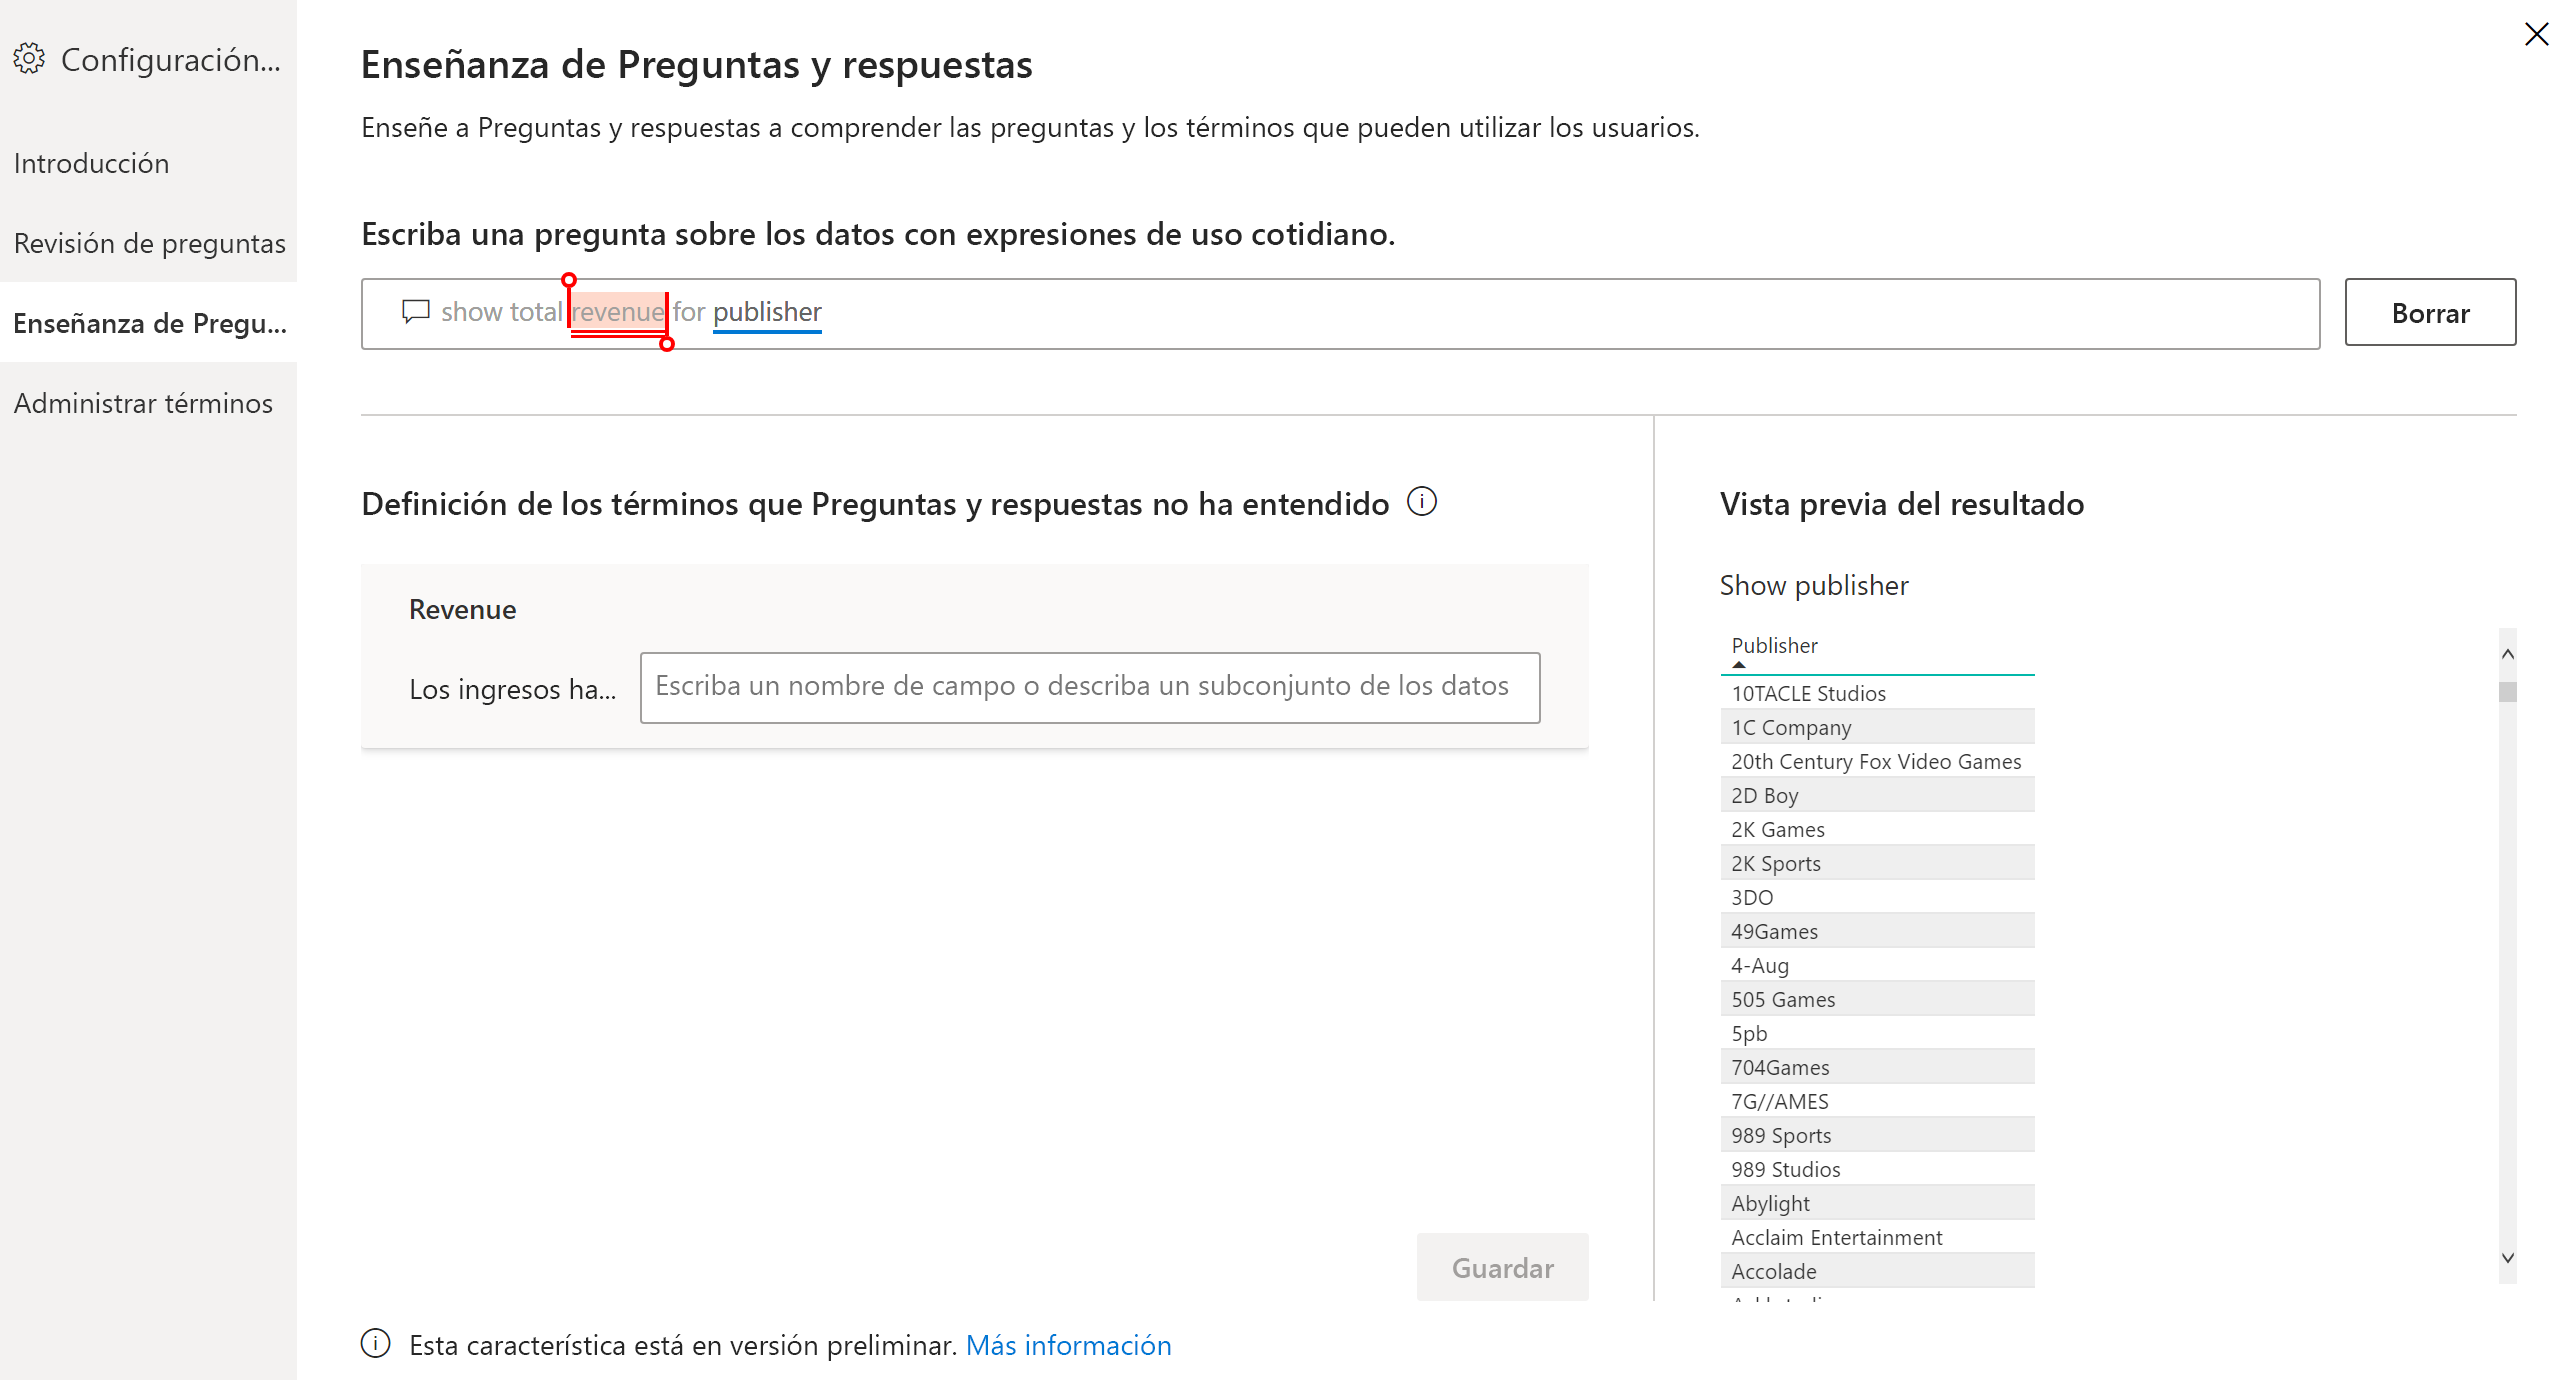 Configuración...
Introducción
Revisión de preguntas
Enseñanza de Pregu...
Administrar términos
Enseñanza de Preguntas y respuestas
Enseñe a Preguntas y respuestas a comprender las preguntas y los términos que pueden utilizar los usuarios.
Escriba una pregunta sobre los datos con expresiones de uso cotidiano.
show total revenue for publisher
Borrar
Definición de los términos que Preguntas y respuestas no ha entendido
Revenue
Los ingresos ha...
Escriba un nombre de campo o describa un subconjunto de los datos
Guardar
Esta característica está en versión preliminar. Más información
Vista previa del resultado
Show publisher
Publisher
10TACLE Studios
1C Company
20th Century Fox Video Games
2D Boy
2K Games
2K Sports
3DO
49Games
4-Aug
505 Games
5pb
704Games
7G//AMES
989 Sports
989 Studios
Abylight
Acclaim Entertainment
Accolade